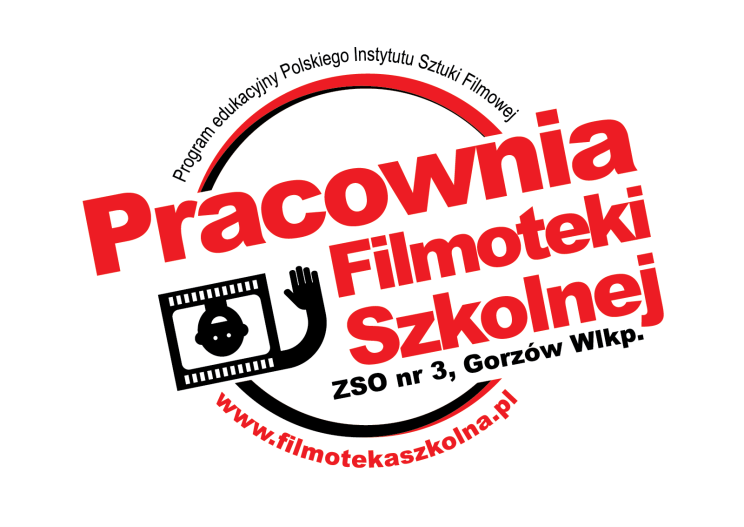 Program edukacyjny Polskiego Instytutu Sztuki Filmowej
Pracownia
Filmoteki
Szkolnej
ZSO nr 3, Gorzów Wlkp.
www.filmotekaszkolna.pl